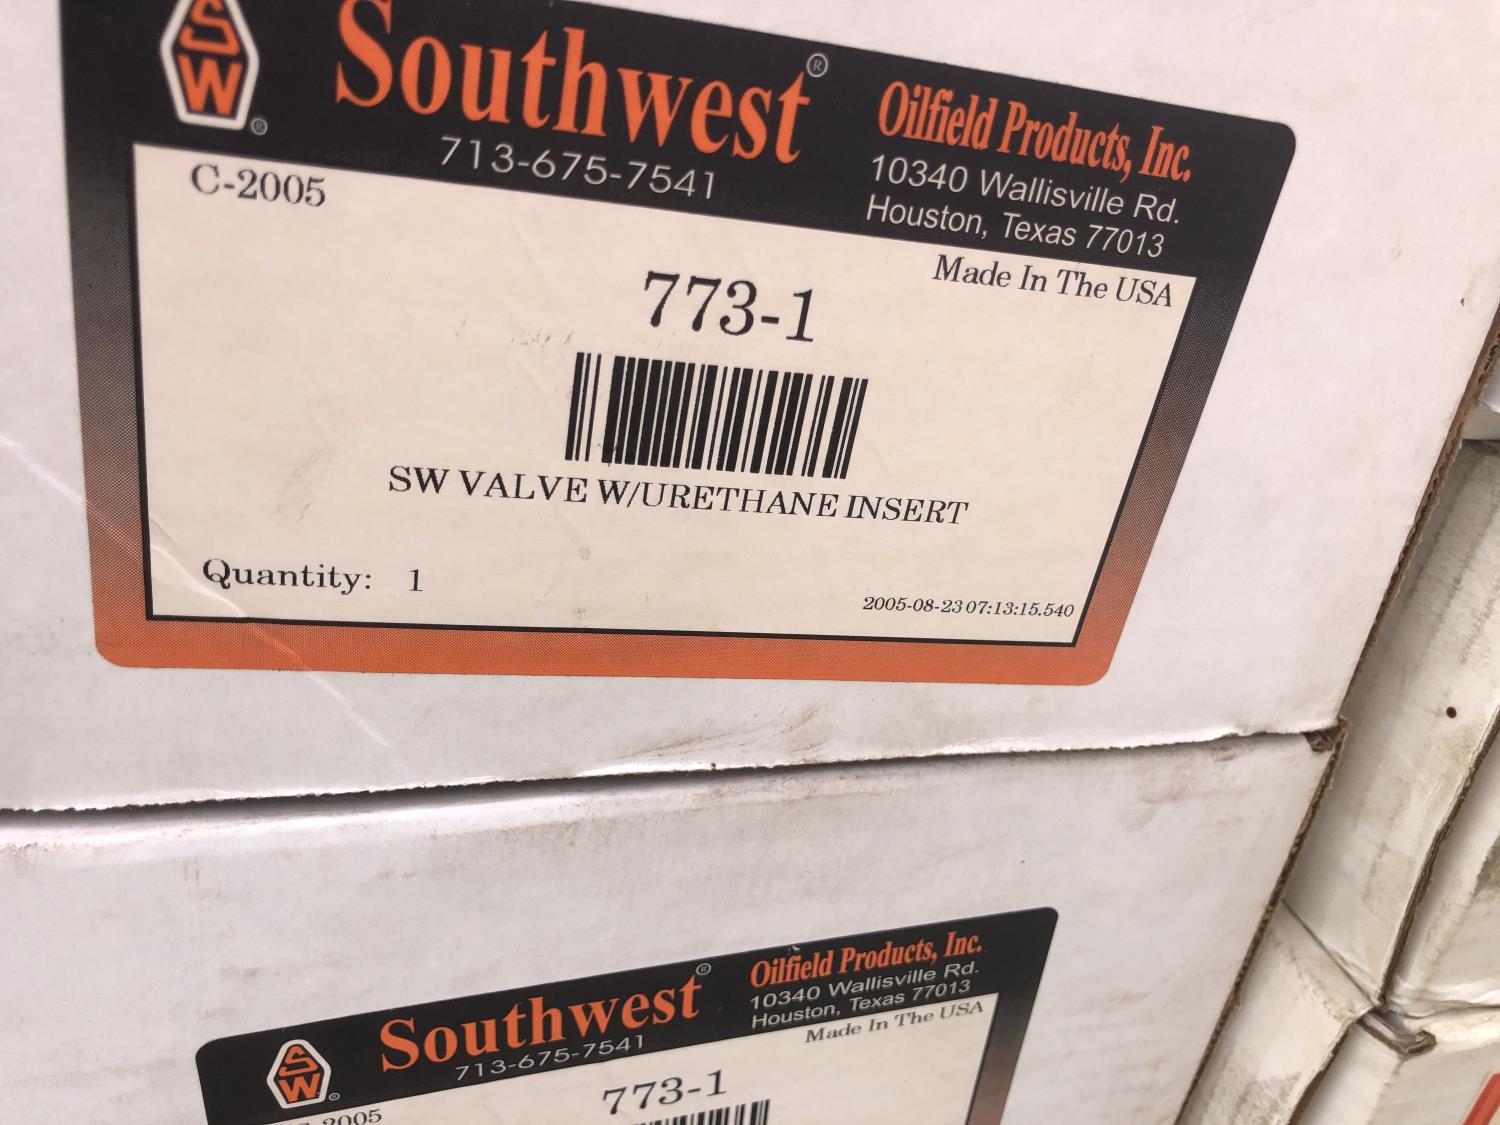 SW ®
Southwest®
713-675-7541
Oilfield Products, Inc.
10340 Wallisville Rd.
Houston, Texas 77013
C-2005
Made In The USA
773-1
SW VALVE W/URETHANE INSERT
Quantity: 1
2005-08-23 07:13:15.540
SW ®
Southwest®
713-675-7541
Oilfield Products, Inc.
10340 Wallisville Rd.
Houston, Texas 77013
Made In The USA
-2005
773-1